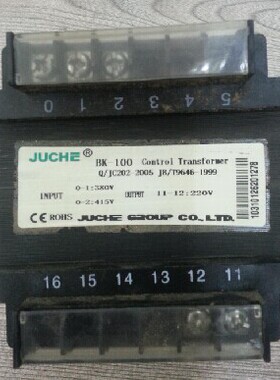 0 1 2 3 4 5
JUCHE®
BK-100 Control Transformer
Q/JC202-2006 JB/T9646-1999
INPUT 0-1:380V OUTPUT 11-12:220V
0-2:415V
CE ROHS JUCHE GROUP CO.,LTD.
10310126201278
16 15 14 13 12 11